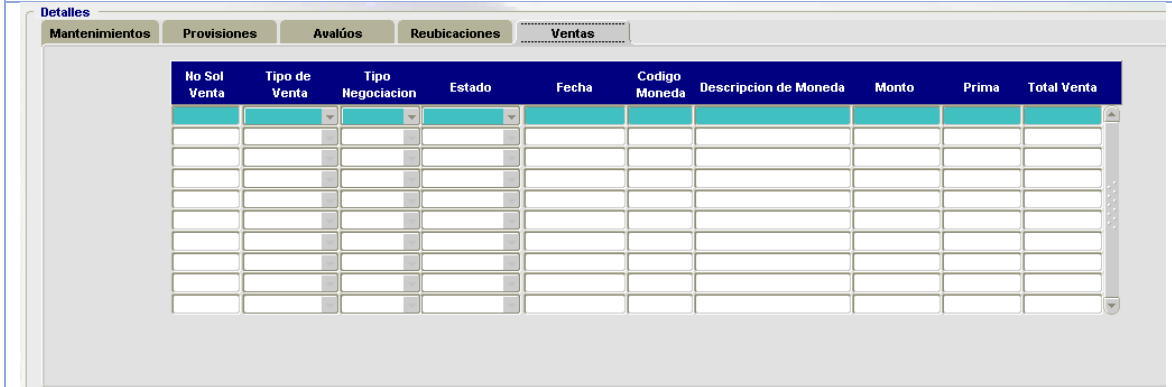 Detalles
Mantenimientos Provisiones Avalúos Reubicaciones Ventas
No Sol Venta Tipo de Venta Tipo Negociacion Estado Fecha Codigo Moneda Descripcion de Moneda Monto Prima Total Venta